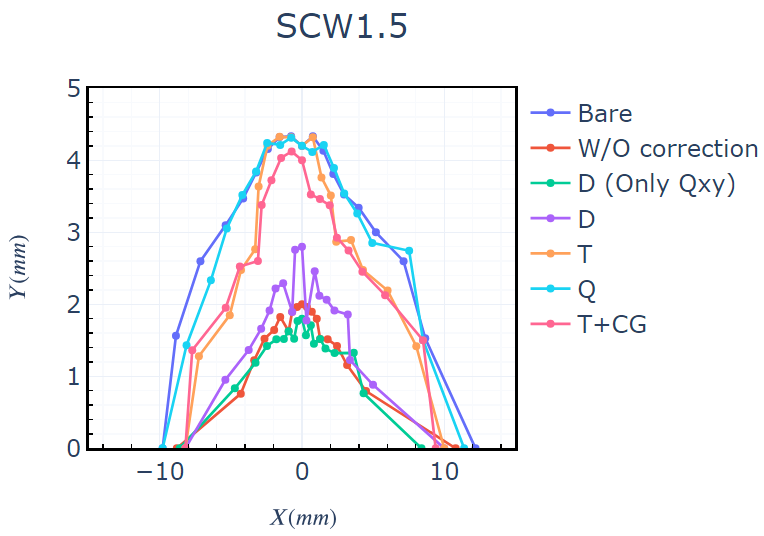 SCW1.5
5
4
3
2
1
0
−10 0 10
Y(mm)
X(mm)
Bare
W/O correction
D (Only Qxy)
D
T
Q
T+CG